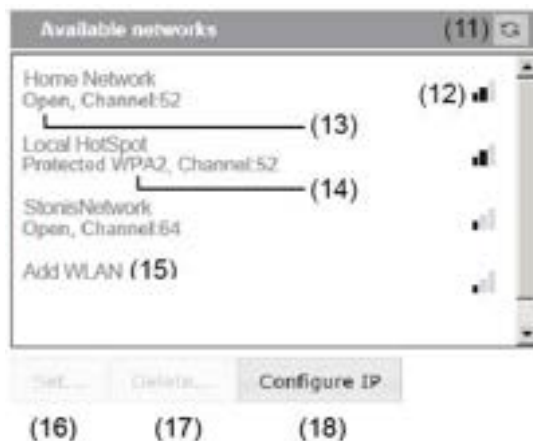 Available networks (11)
Home Network
Open, Channel:52 (12)
(13)
Local HotSpot
Protected WPA2, Channel:52
(14)
StonisNetwork
Open, Channel:64
Add WLAN (15)
Set... Delete... Configure IP
(16) (17) (18)